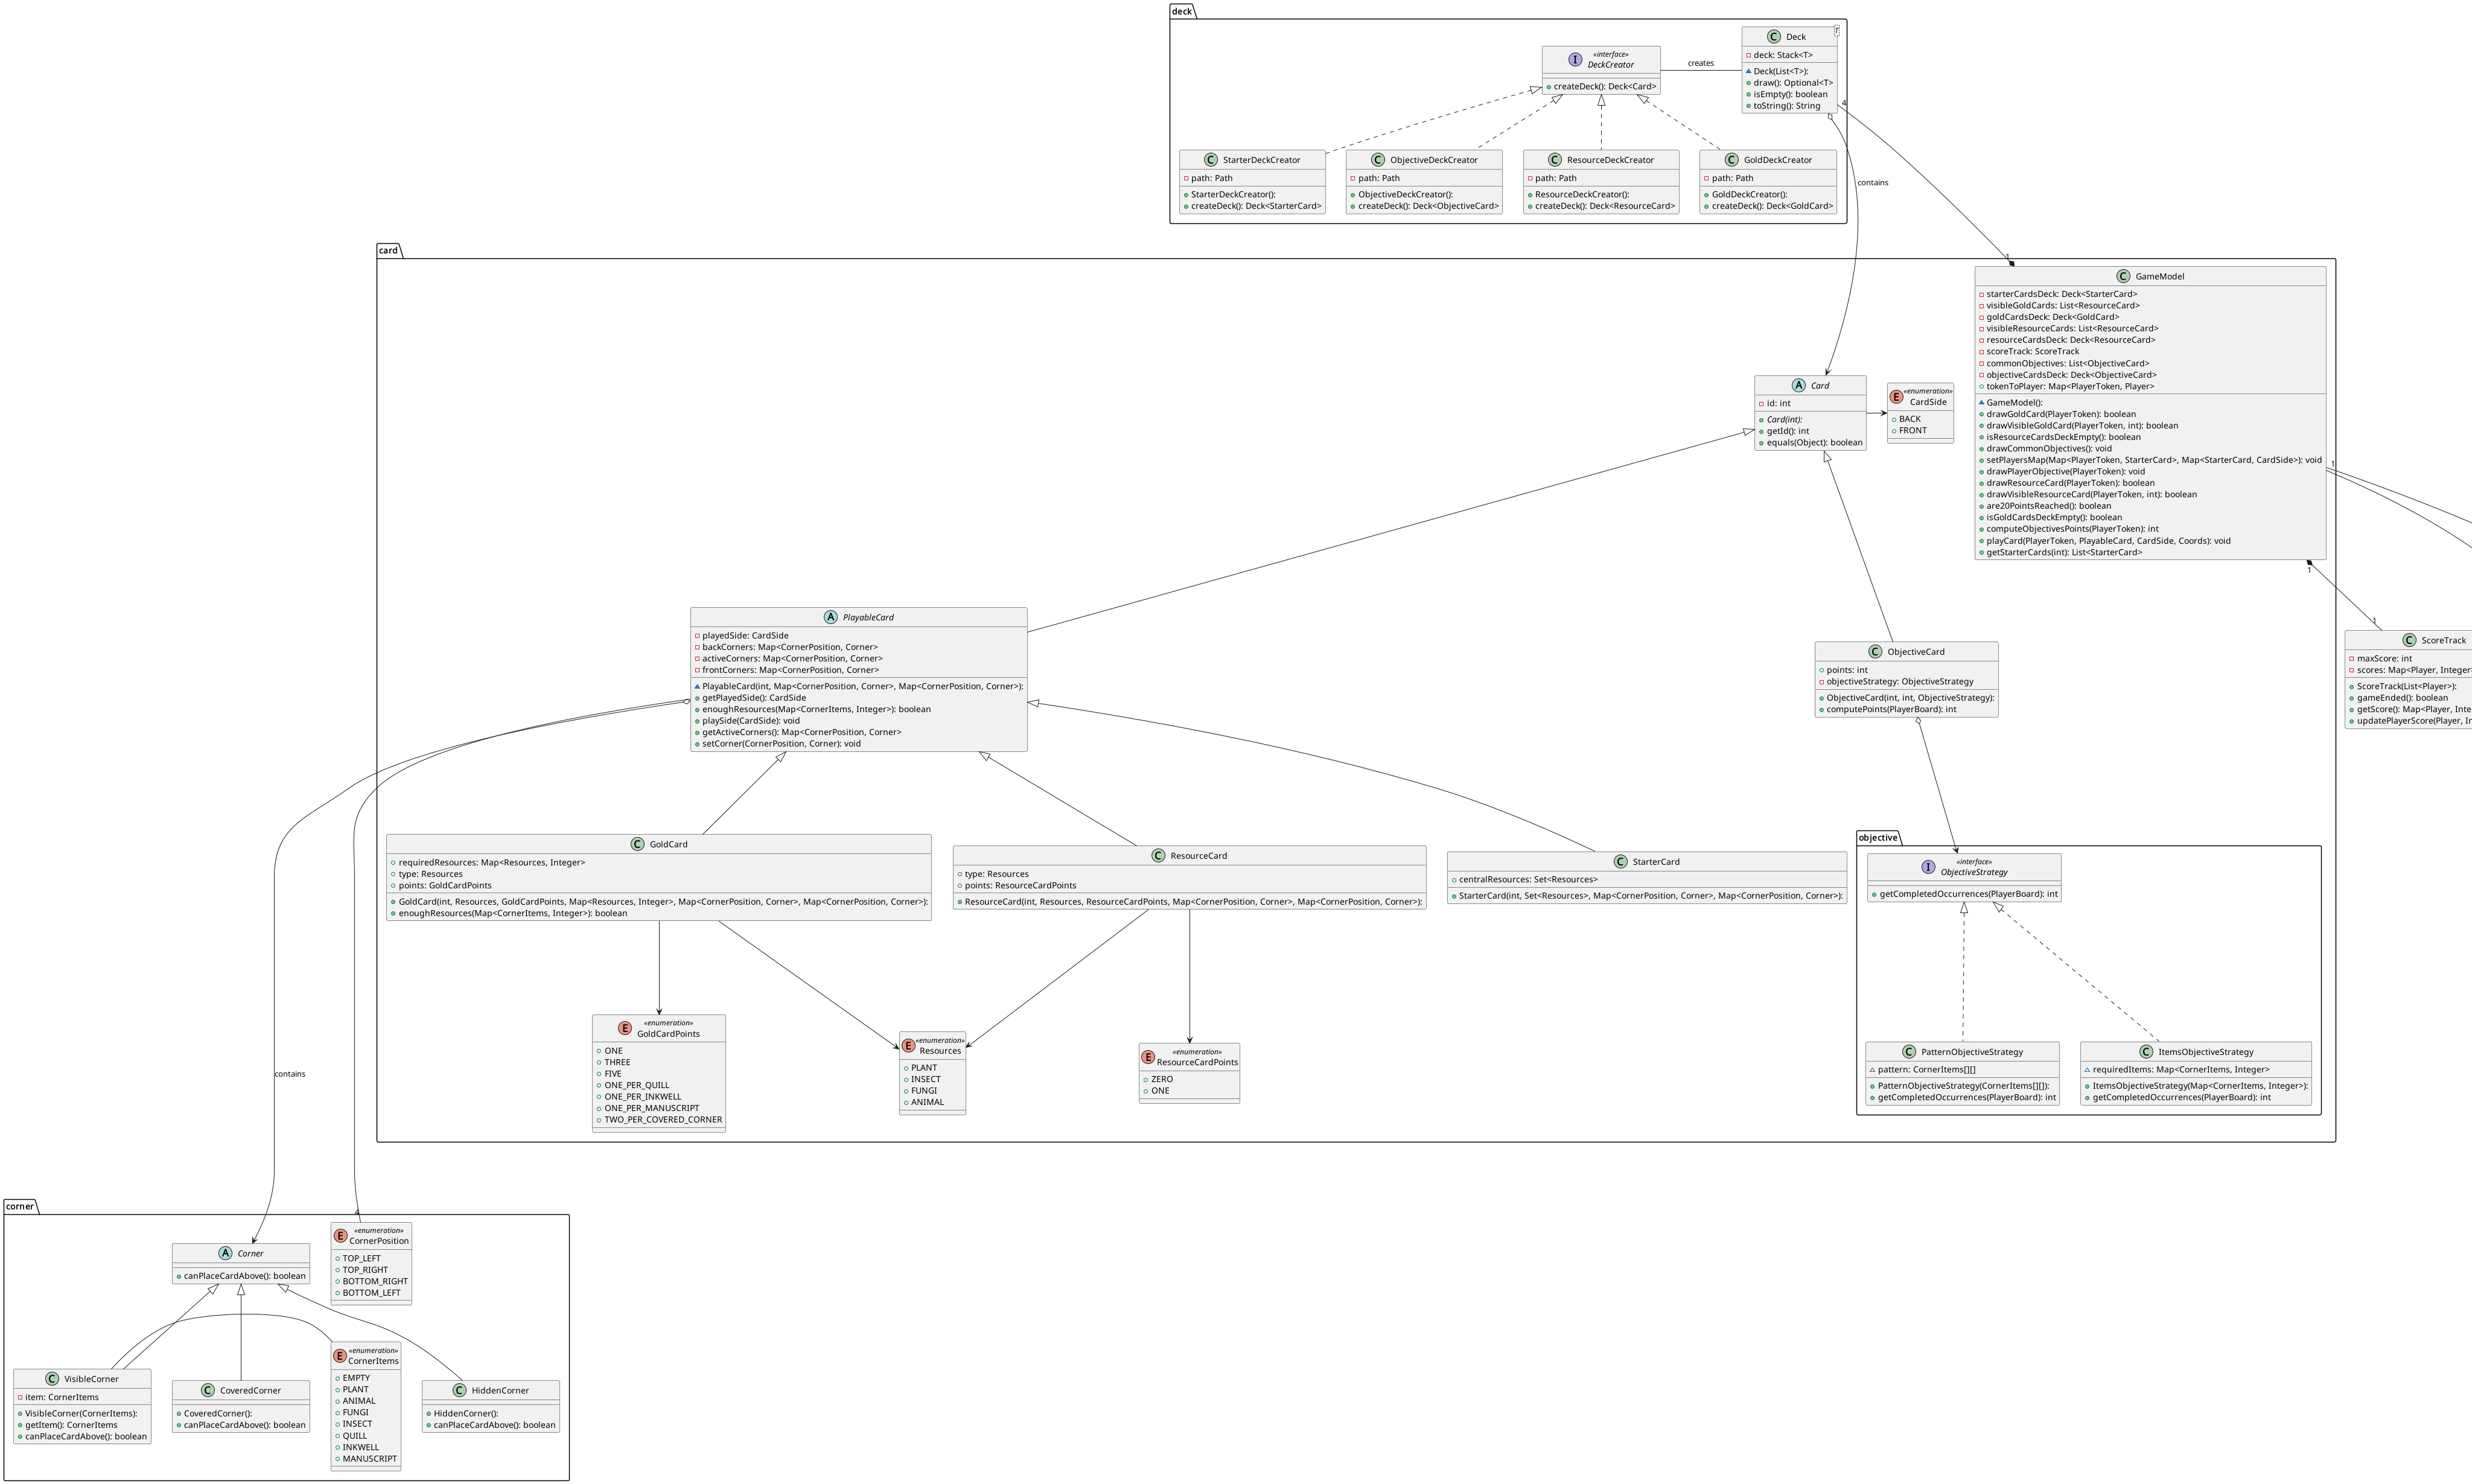 deck
C Deck T
deck: Stack<T>
Deck(List<T>):
draw(): Optional<T>
isEmpty(): boolean
toString(): String
creates
I «interface»
DeckCreator
createDeck(): Deck<Card>
C StarterDeckCreator
path: Path
StarterDeckCreator():
createDeck(): Deck<StarterCard>
C ObjectiveDeckCreator
path: Path
ObjectiveDeckCreator():
createDeck(): Deck<ObjectiveCard>
C ResourceDeckCreator
path: Path
ResourceDeckCreator():
createDeck(): Deck<ResourceCard>
C GoldDeckCreator
path: Path
GoldDeckCreator():
createDeck(): Deck<GoldCard>
4
contains
1
card
C GameModel
starterCardsDeck: Deck<StarterCard>
visibleGoldCards: List<ResourceCard>
goldCardsDeck: Deck<GoldCard>
visibleResourceCards: List<ResourceCard>
resourceCardsDeck: Deck<ResourceCard>
scoreTrack: ScoreTrack
commonObjectives: List<ObjectiveCard>
objectiveCardsDeck: Deck<ObjectiveCard>
tokenToPlayer: Map<PlayerToken, Player>
GameModel():
drawGoldCard(PlayerToken): boolean
drawVisibleGoldCard(PlayerToken, int): boolean
isResourceCardsDeckEmpty(): boolean
drawCommonObjectives(): void
setPlayersMap(Map<PlayerToken, StarterCard>, Map<StarterCard, CardSide>): void
drawPlayerObjective(PlayerToken): void
drawResourceCard(PlayerToken): boolean
drawVisibleResourceCard(PlayerToken, int): boolean
are20PointsReached(): boolean
isGoldCardsDeckEmpty(): boolean
computeObjectivesPoints(PlayerToken): int
playCard(PlayerToken, PlayableCard, CardSide, Coords): void
getStarterCards(int): List<StarterCard>
1
1
1
A Card
id: int
Card(int):
getId(): int
equals(Object): boolean
E «enumeration»
CardSide
BACK
FRONT
C ScoreTrack
maxScore: int
scores: Map<Player, Integer>
ScoreTrack(List<Player>):
gameEnded(): boolean
getScore(): Map<Player, Inte
updatePlayerScore(Player, In
A PlayableCard
playedSide: CardSide
backCorners: Map<CornerPosition, Corner>
activeCorners: Map<CornerPosition, Corner>
frontCorners: Map<CornerPosition, Corner>
PlayableCard(int, Map<CornerPosition, Corner>, Map<CornerPosition, Corner>):
getPlayedSide(): CardSide
enoughResources(Map<CornerItems, Integer>): boolean
playSide(CardSide): void
getActiveCorners(): Map<CornerPosition, Corner>
setCorner(CornerPosition, Corner): void
C ObjectiveCard
points: int
objectiveStrategy: ObjectiveStrategy
ObjectiveCard(int, int, ObjectiveStrategy):
computePoints(PlayerBoard): int
C GoldCard
requiredResources: Map<Resources, Integer>
type: Resources
points: GoldCardPoints
GoldCard(int, Resources, GoldCardPoints, Map<Resources, Integer>, Map<CornerPosition, Corner>, Map<CornerPosition, Corner>):
enoughResources(Map<CornerItems, Integer>): boolean
C ResourceCard
type: Resources
points: ResourceCardPoints
ResourceCard(int, Resources, ResourceCardPoints, Map<CornerPosition, Corner>, Map<CornerPosition, Corner>):
C StarterCard
centralResources: Set<Resources>
StarterCard(int, Set<Resources>, Map<CornerPosition, Corner>, Map<CornerPosition, Corner>):
objective
I «interface»
ObjectiveStrategy
getCompletedOccurrences(PlayerBoard): int
E «enumeration»
GoldCardPoints
ONE
THREE
FIVE
ONE_PER_QUILL
ONE_PER_INKWELL
ONE_PER_MANUSCRIPT
TWO_PER_COVERED_CORNER
E «enumeration»
Resources
PLANT
INSECT
FUNGI
ANIMAL
E «enumeration»
ResourceCardPoints
ZERO
ONE
C PatternObjectiveStrategy
pattern: CornerItems[][]
PatternObjectiveStrategy(CornerItems[][]):
getCompletedOccurrences(PlayerBoard): int
C ItemsObjectiveStrategy
requiredItems: Map<CornerItems, Integer>
ItemsObjectiveStrategy(Map<CornerItems, Integer>):
getCompletedOccurrences(PlayerBoard): int
contains
4
corner
A Corner
canPlaceCardAbove(): boolean
E «enumeration»
CornerPosition
TOP_LEFT
TOP_RIGHT
BOTTOM_RIGHT
BOTTOM_LEFT
C VisibleCorner
item: CornerItems
VisibleCorner(CornerItems):
getItem(): CornerItems
canPlaceCardAbove(): boolean
C CoveredCorner
CoveredCorner():
canPlaceCardAbove(): boolean
E «enumeration»
CornerItems
EMPTY
PLANT
ANIMAL
FUNGI
INSECT
QUILL
INKWELL
MANUSCRIPT
C HiddenCorner
HiddenCorner():
canPlaceCardAbove(): boolean